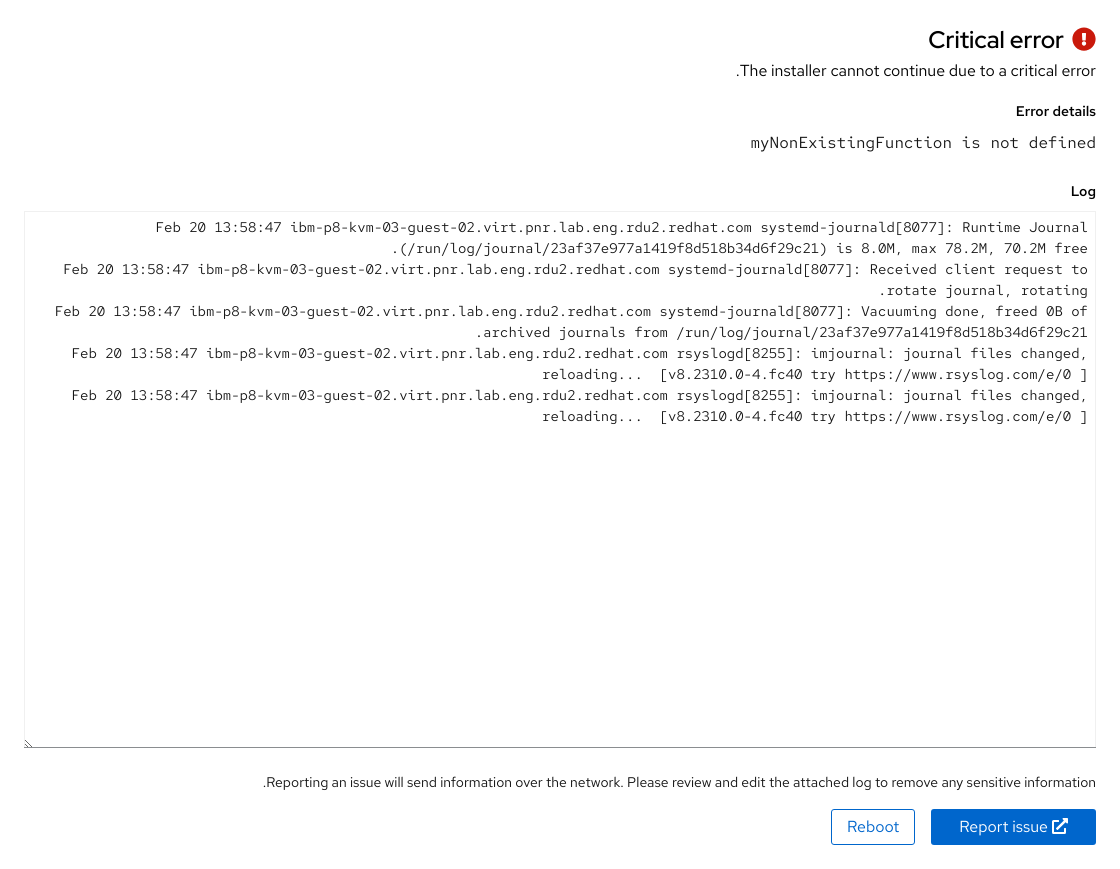 Critical error
.The installer cannot continue due to a critical error
Error details
myNonExistingFunction is not defined
Log
Feb 20 13:58:47 ibm-p8-kvm-03-guest-02.virt.pnr.lab.eng.rdu2.redhat.com systemd-journald[8077]: Runtime Journal
.(/run/log/journal/23af37e977a1419f8d518b34d6f29c21) is 8.0M, max 78.2M, 70.2M free
Feb 20 13:58:47 ibm-p8-kvm-03-guest-02.virt.pnr.lab.eng.rdu2.redhat.com systemd-journald[8077]: Received client request to
.rotate journal, rotating
Feb 20 13:58:47 ibm-p8-kvm-03-guest-02.virt.pnr.lab.eng.rdu2.redhat.com systemd-journald[8077]: Vacuuming done, freed 0B of
.archived journals from /run/log/journal/23af37e977a1419f8d518b34d6f29c21
Feb 20 13:58:47 ibm-p8-kvm-03-guest-02.virt.pnr.lab.eng.rdu2.redhat.com rsyslogd[8255]: imjournal: journal files changed,
reloading...  [v8.2310.0-4.fc40 try https://www.rsyslog.com/e/0 ]
Feb 20 13:58:47 ibm-p8-kvm-03-guest-02.virt.pnr.lab.eng.rdu2.redhat.com rsyslogd[8255]: imjournal: journal files changed,
reloading...  [v8.2310.0-4.fc40 try https://www.rsyslog.com/e/0 ]
.Reporting an issue will send information over the network. Please review and edit the attached log to remove any sensitive information
Report issue
Reboot